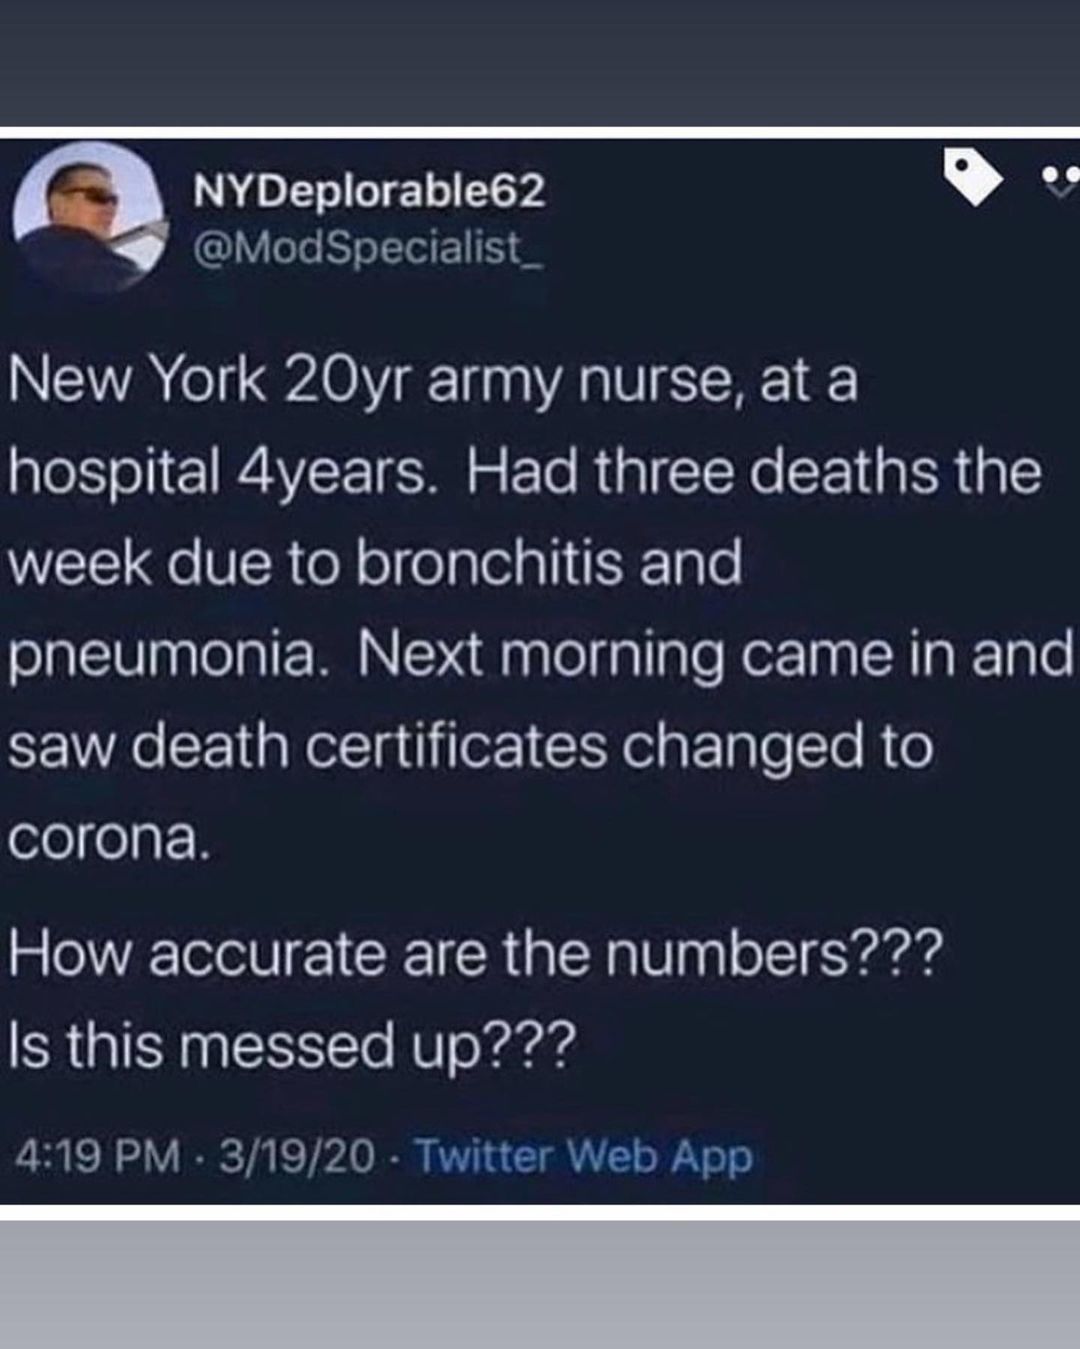 NYDeplorable62
@ModSpecialist_
New York 20yr army nurse, at a
hospital 4years. Had three deaths the
week due to bronchitis and
pneumonia. Next morning came in and
saw death certificates changed to
corona.
How accurate are the numbers???
Is this messed up???
4:19 PM · 3/19/20 · Twitter Web App